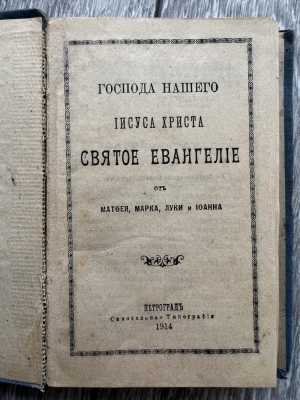 ГОСПОДА НАШЕГО
ІИСУСА ХРИСТА
СВЯТОЕ ЕВАНГЕЛІЕ
отъ
МАТѲЕЯ, МАРКА, ЛУКИ и ІОАННА
ПЕТРОГРАДЪ
Синодальная Типографія
1914